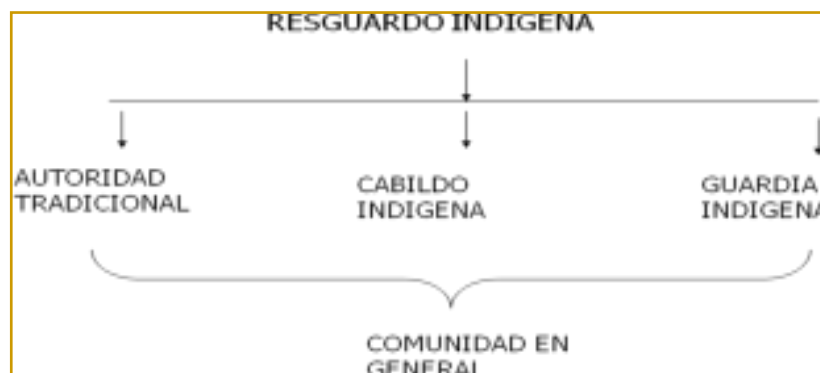 RESGUARDO INDIGENA
AUTORIDAD
TRADICIONAL
CABILDO
INDIGENA
GUARDIA
INDIGENA
COMUNIDAD EN
GENERAL